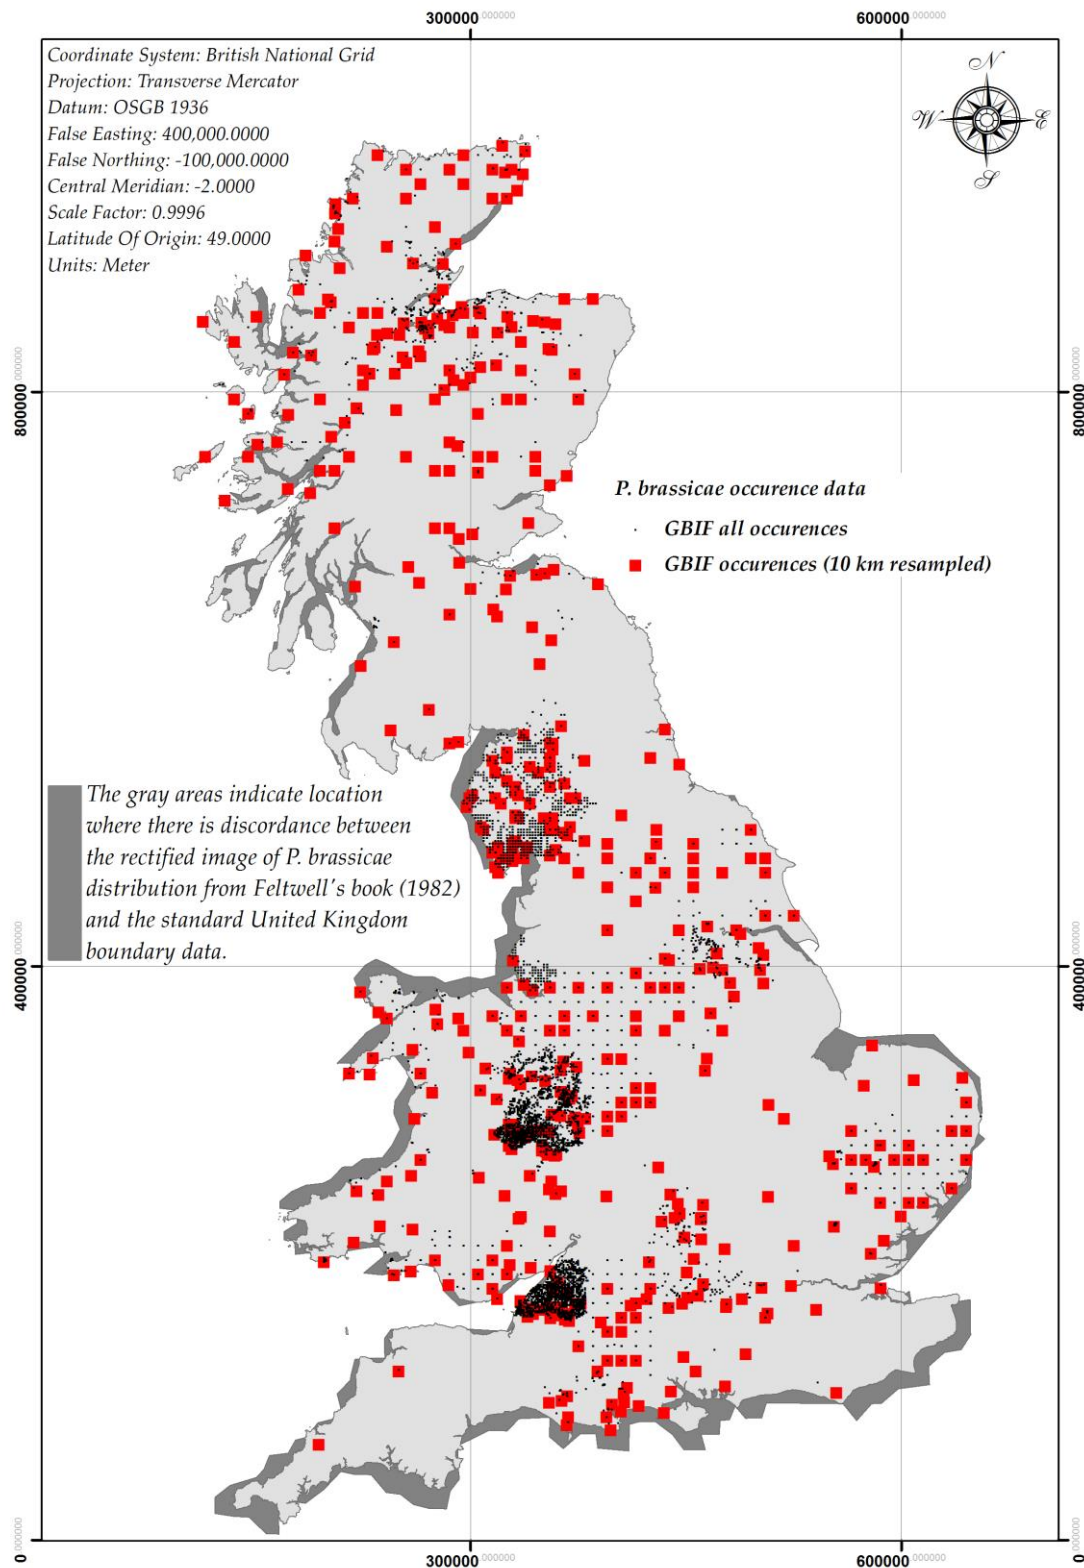 300000.000000
600000.000000
Coordinate System: British National Grid
Projection: Transverse Mercator
Datum: OSGB 1936
False Easting: 400,000.0000
False Northing: -100,000.0000
Central Meridian: -2.0000
Scale Factor: 0.9996
Latitude Of Origin: 49.0000
Units: Meter
N
W
E
S
800000.000000
800000.000000
P. brassicae occurence data
GBIF all occurences
GBIF occurences (10 km resampled)
The gray areas indicate location
where there is discordance between
the rectified image of P. brassicae
distribution from Feltwell's book (1982)
and the standard United Kingdom
boundary data.
400000.000000
400000.000000
0.000000
0.000000
300000.000000
600000.000000